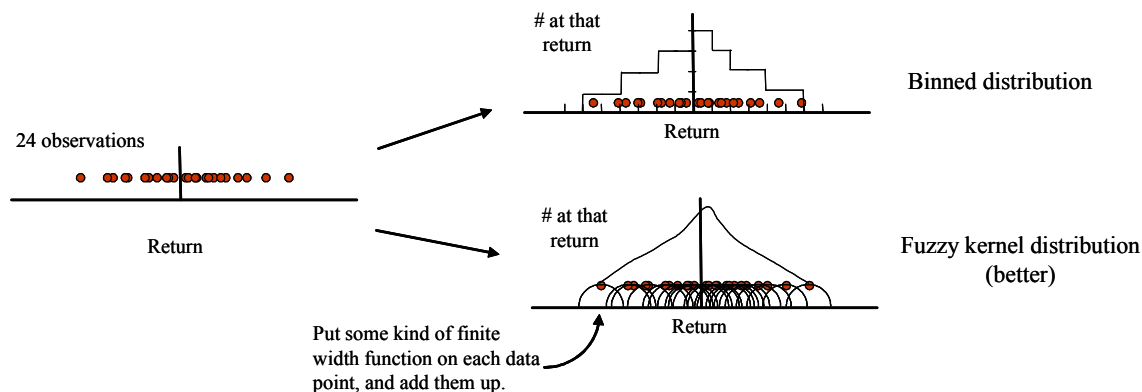 24 observations
Return
# at that
return
Return
Binned distribution
# at that
return
Return
Fuzzy kernel distribution
(better)
Put some kind of finite
width function on each data
point, and add them up.